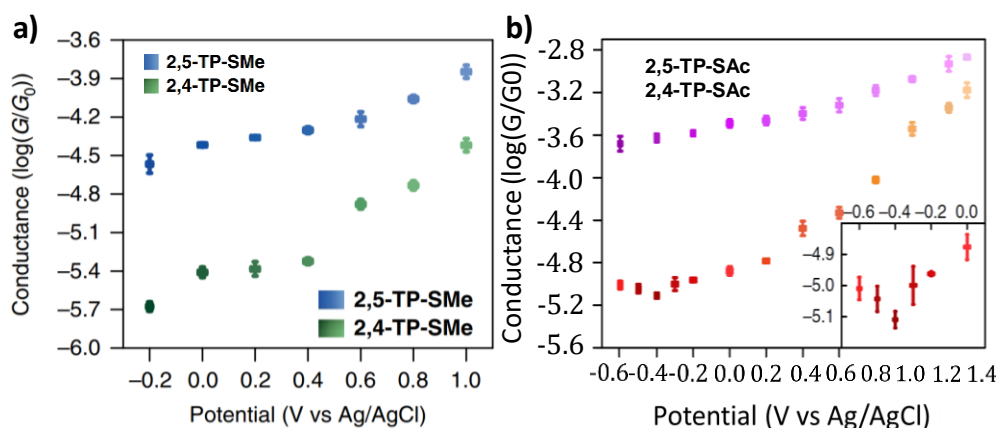 a)
Conductance (log(G/G₀))
−3.6
−3.9
−4.2
−4.5
−4.8
−5.1
−5.4
−5.7
−6.0
2,5-TP-SMe
2,4-TP-SMe
2,5-TP-SMe
2,4-TP-SMe
−0.2 0.0 0.2 0.4 0.6 0.8 1.0
Potential (V vs Ag/AgCl)
b)
Conductance (log(G/G0))
-2.8
-3.2
-3.6
-4.0
-4.4
-4.8
-5.2
-5.6
2,5-TP-SAc
2,4-TP-SAc
−0.6 −0.4 −0.2 0.0
−4.9
−5.0
−5.1
-0.6-0.4-0.2 0.0 0.2 0.4 0.6 0.8 1.0 1.2 1.4
Potential (V vs Ag/AgCl)